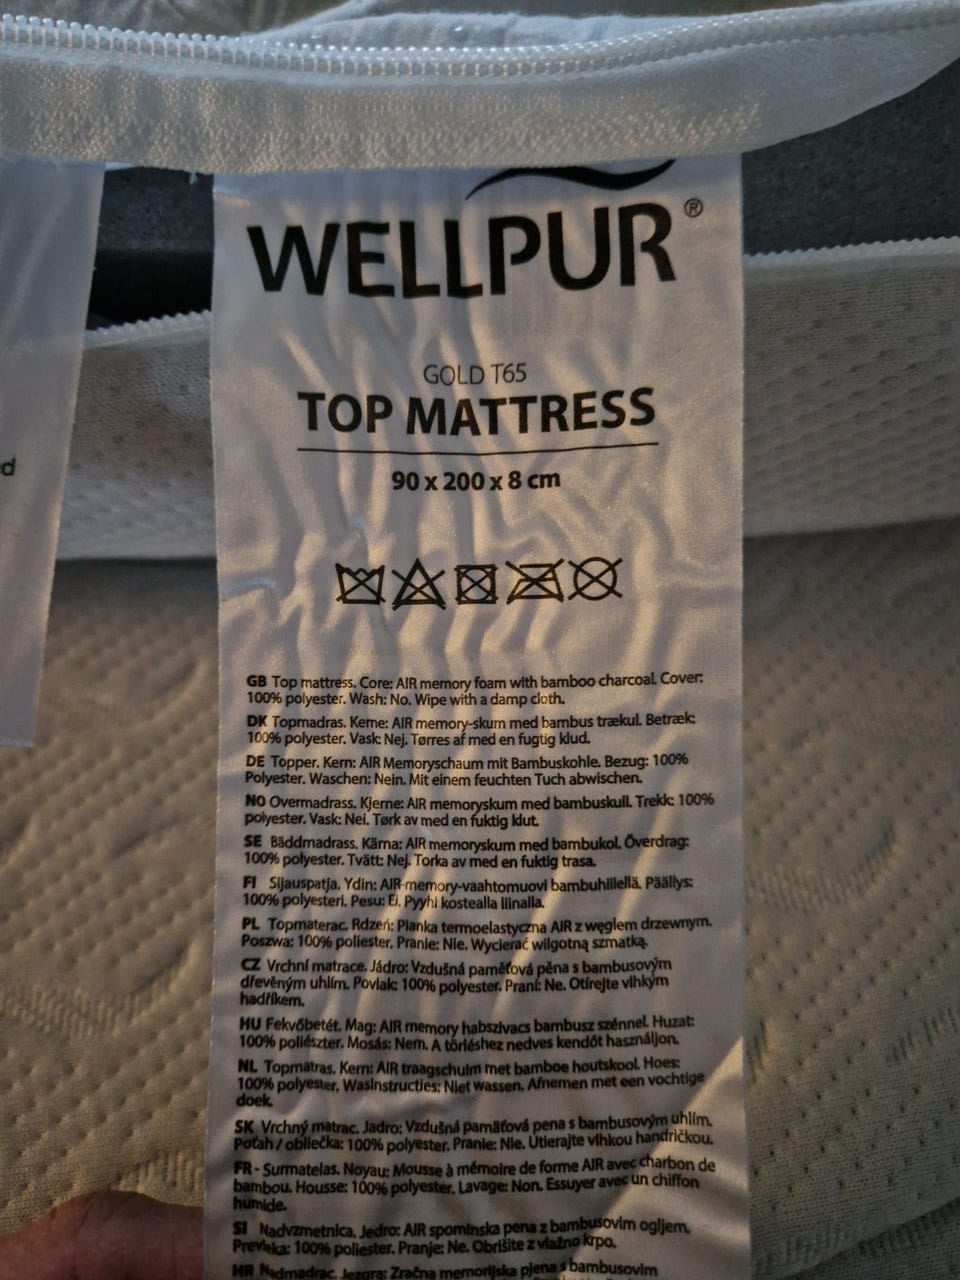 WELLPUR®
GOLD T65
TOP MATTRESS
90 x 200 x 8 cm
GB Top mattress. Core: AIR memory foam with bamboo charcoal. Cover:
100% polyester. Wash: No. Wipe with a damp cloth.
DK Topmadras. Kerne: AIR memory-skum med bambus trækul. Betræk:
100% polyester. Vask: Nej. Tørres af med en fugtig klud.
DE Topper. Kern: AIR Memoryschaum mit Bambuskohle. Bezug: 100%
Polyester. Waschen: Nein. Mit einem feuchten Tuch abwischen.
NO Overmadrass. Kjerne: AIR memoryskum med bambuskull. Trekk: 100%
polyester. Vask: Nei. Tørk av med en fuktig klut.
SE Bäddmadrass. Kärna: AIR memoryskum med bambukol. Överdrag:
100% polyester. Tvätt: Nej. Torka av med en fuktig trasa.
FI Sijauspatja. Ydin: AIR-memory-vaahtomuovi bambuhiilellä. Päällys:
100% polyesteri. Pesu: Ei. Pyyhi kostealla liinalla.
PL Topmaterac. Rdzeń: Pianka termoelastyczna AIR z węglem drzewnym.
Poszwa: 100% poliester. Pranie: Nie. Wycierać wilgotną szmatką.
CZ Vrchní matrace. Jádro: Vzdušná paměťová pěna s bambusovým
dřevěným uhlím. Povlak: 100% polyester. Praní: Ne. Otírejte vlhkým
hadříkem.
HU Fekvőbetét. Mag: AIR memory habszivacs bambusz szénnel. Huzat:
100% poliészter. Mosás: Nem. A törléshez nedves kendőt használjon.
NL Topmatras. Kern: AIR traagschuim met bamboe houtskool. Hoes:
100% polyester. Wasinstructies: Niet wassen. Afnemen met een vochtige
doek.
SK Vrchný matrac. Jadro: Vzdušná pamäťová pena s bambusovým uhlím.
Poťah / obliečka: 100% polyester. Pranie: Nie. Utierajte vlhkou handričkou.
FR - Surmatelas. Noyau: Mousse à mémoire de forme AIR avec charbon de
bambou. Housse: 100% polyester. Lavage: Non. Essuyer avec un chiffon
humide.
SI Nadvzmetnica. Jedro: AIR spominska pena z bambusovim ogljem.
Prevleka: 100% poliester. Pranje: Ne. Obrišite z vlažno krpo.
HR Nadmadrac. Jezgra: Zračna memorijska pjena s bambusovim